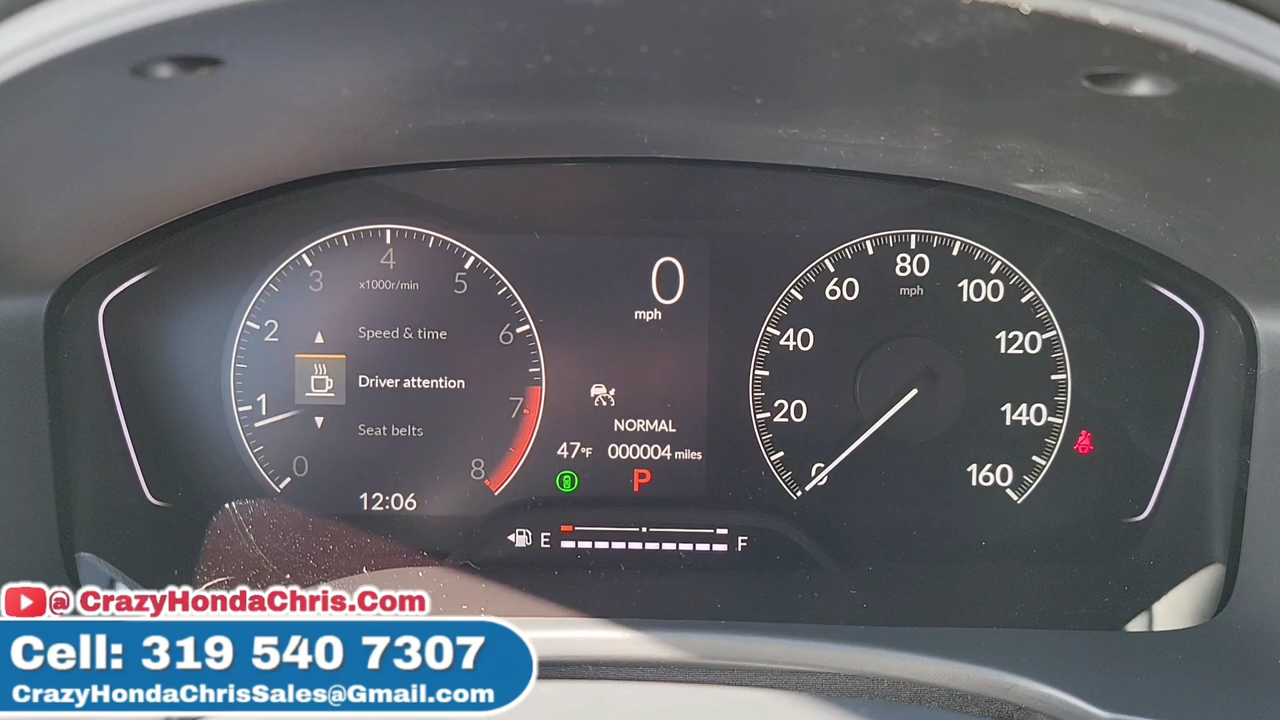 0
1
2
3
4
5
6
7
8
x1000r/min
Speed & time
Driver attention
Seat belts
12:06
0
mph
NORMAL
47°F 000004 miles
P
E F
0
20
40
60
80
100
120
140
160
mph
@ CrazyHondaChris.Com
Cell: 319 540 7307
CrazyHondaChrisSales@Gmail.com